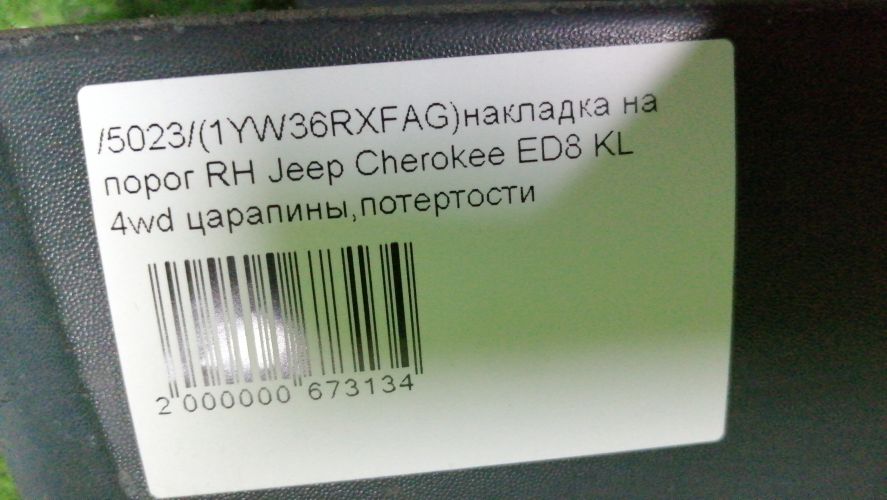 /5023/(1YW36RXFAG)накладка на
порог RH Jeep Cherokee ED8 KL
4wd царапины,потертости
2 000000 673134